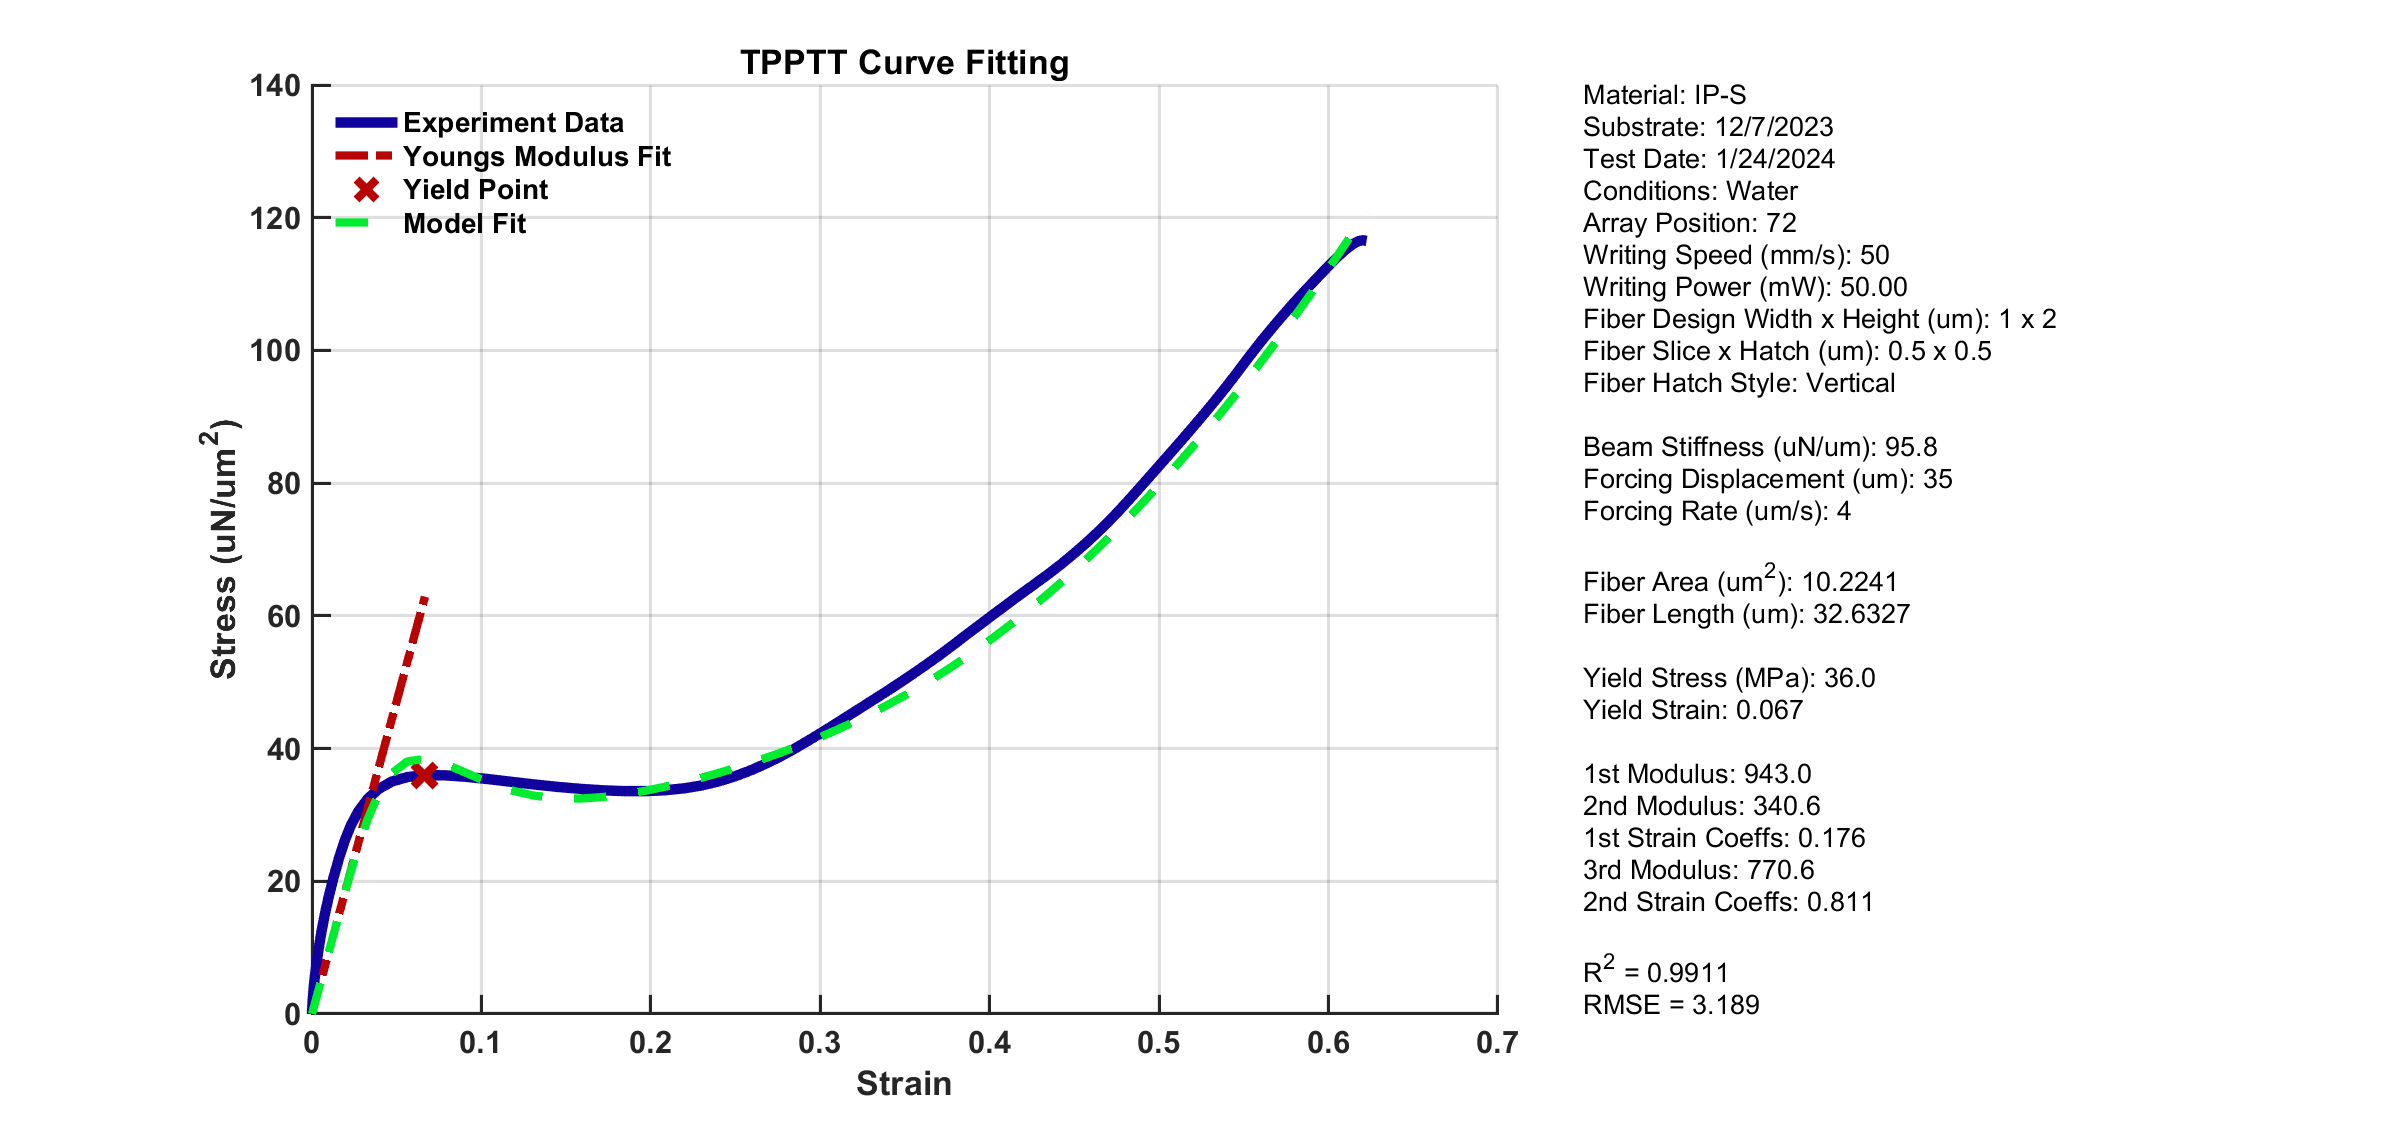 TPPTT Curve Fitting
140
120
100
80
60
40
20
0
Stress (uN/um²)
Experiment Data
Youngs Modulus Fit
Yield Point
Model Fit
0 0.1 0.2 0.3 0.4 0.5 0.6 0.7
Strain
Material: IP-S
Substrate: 12/7/2023
Test Date: 1/24/2024
Conditions: Water
Array Position: 72
Writing Speed (mm/s): 50
Writing Power (mW): 50.00
Fiber Design Width x Height (um): 1 x 2
Fiber Slice x Hatch (um): 0.5 x 0.5
Fiber Hatch Style: Vertical
Beam Stiffness (uN/um): 95.8
Forcing Displacement (um): 35
Forcing Rate (um/s): 4
Fiber Area (um²): 10.2241
Fiber Length (um): 32.6327
Yield Stress (MPa): 36.0
Yield Strain: 0.067
1st Modulus: 943.0
2nd Modulus: 340.6
1st Strain Coeffs: 0.176
3rd Modulus: 770.6
2nd Strain Coeffs: 0.811
R² = 0.9911
RMSE = 3.189